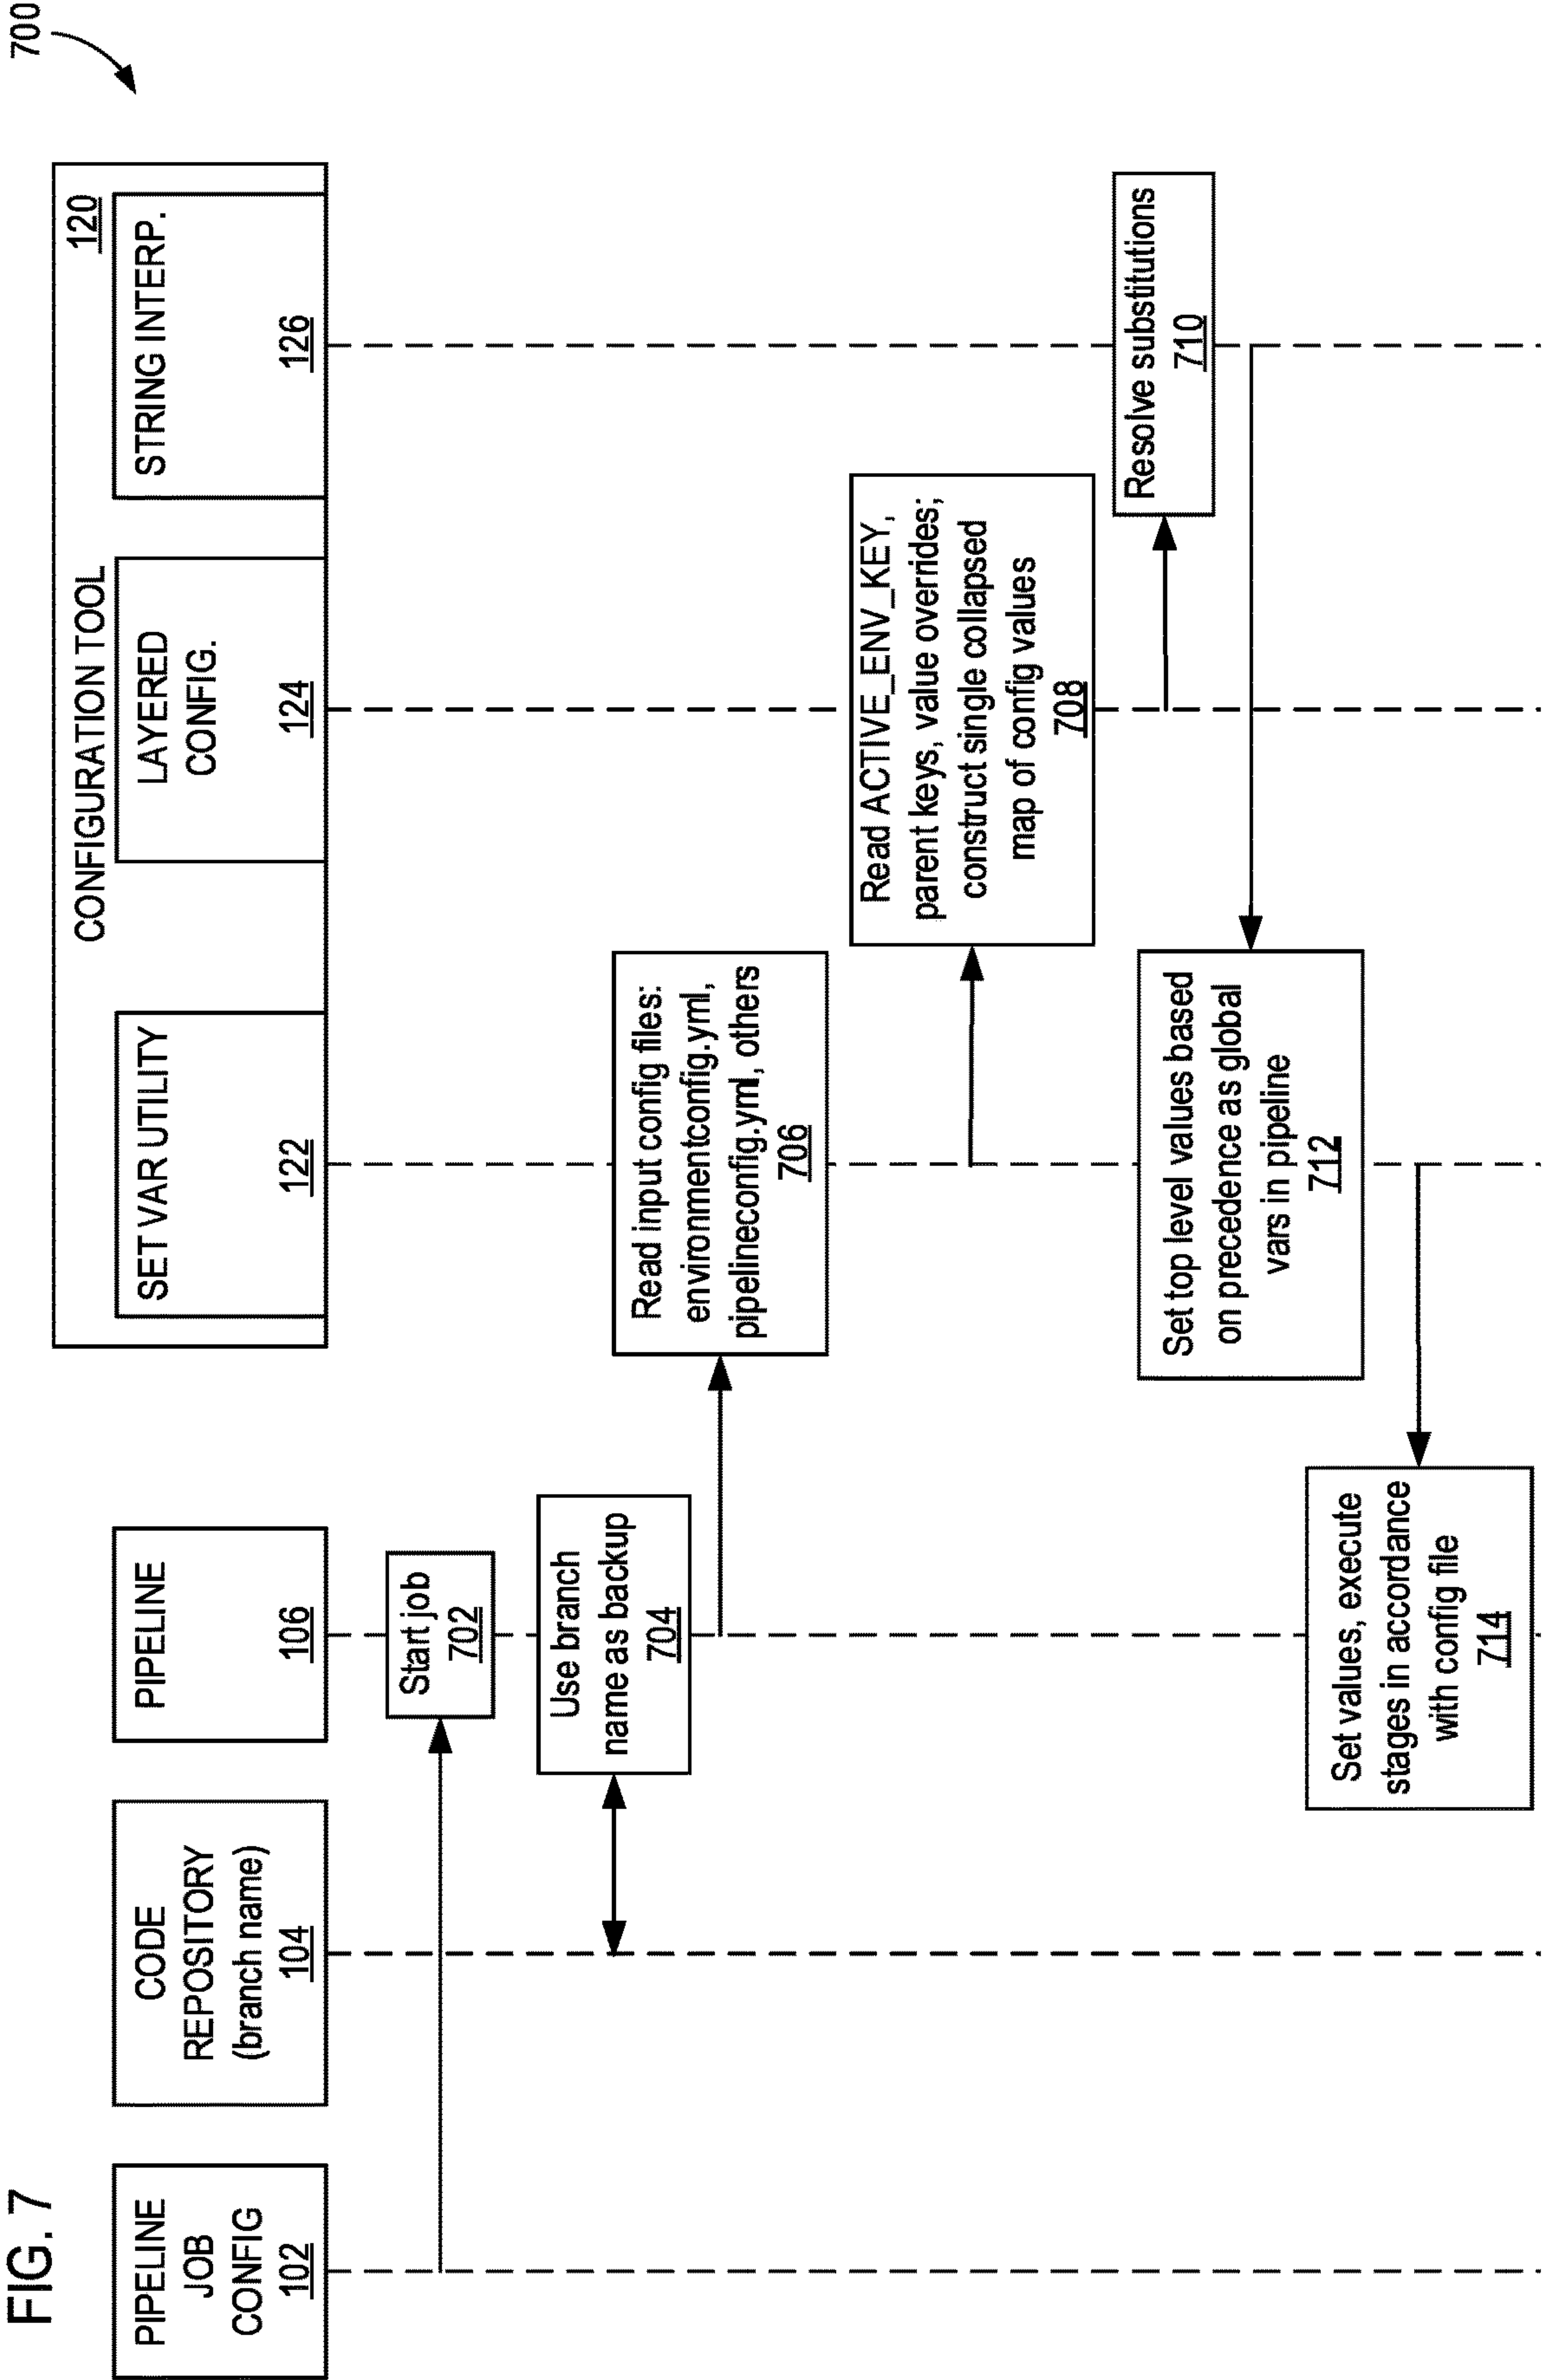 FIG. 7
700
PIPELINE
JOB
CONFIG
102
CODE
REPOSITORY
(branch name)
104
PIPELINE
106
CONFIGURATION TOOL
120
SET VAR UTILITY
122
LAYERED
CONFIG.
124
STRING INTERP.
126
Start job
702
Use branch
name as backup
704
Read input config files:
environmentconfig.yml,
pipelineconfig.yml, others
706
Read ACTIVE_ENV_KEY,
parent keys, value overrides;
construct single collapsed
map of config values
708
Resolve substitutions
710
Set top level values based
on precedence as global
vars in pipeline
712
Set values, execute
stages in accordance
with config file
714